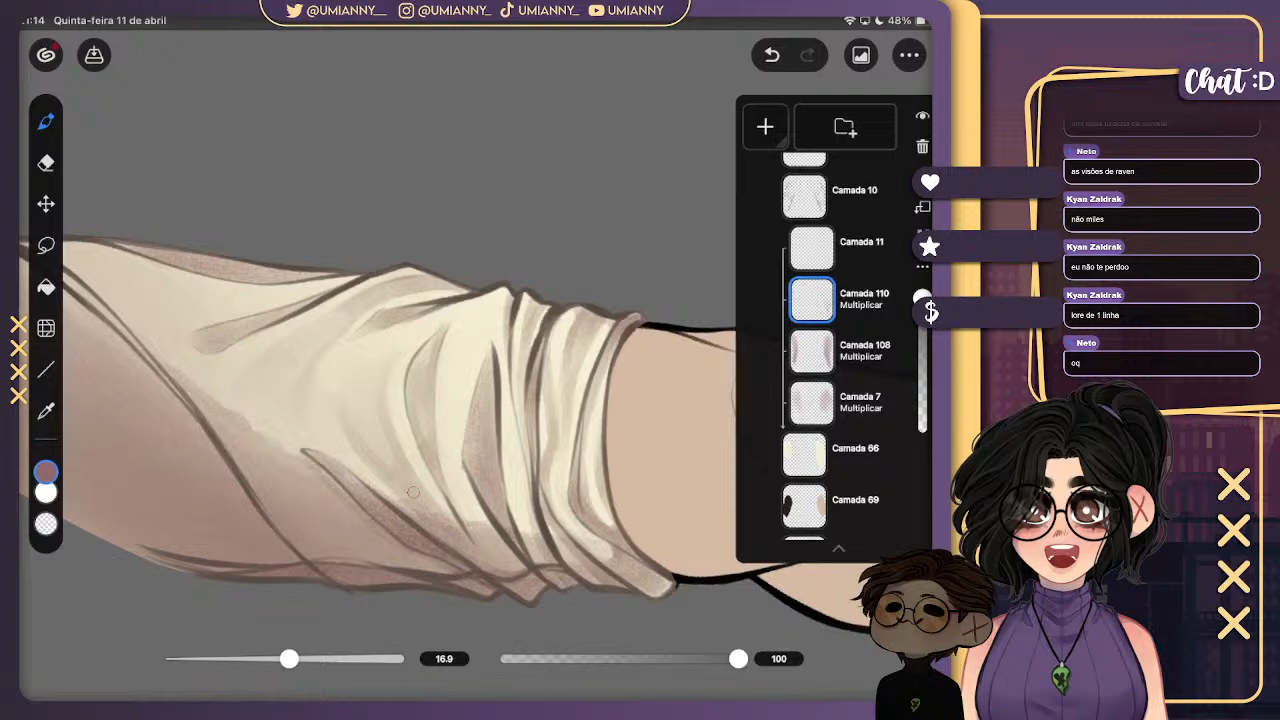 @UMIANNY__ @UMIANNY_ UMIANNY_ UMIANNY
:14 Quinta-feira 11 de abril
48%
Chat :D
Camada 10
Camada 11
Camada 110
Multiplicar
Camada 108
Multiplicar
Camada 7
Multiplicar
Camada 66
Camada 69
16.9
100
Neto
as visões de raven
Kyan Zaldrak
não miles
Kyan Zaldrak
eu não te perdoo
Kyan Zaldrak
lore de 1 linha
Neto
oq